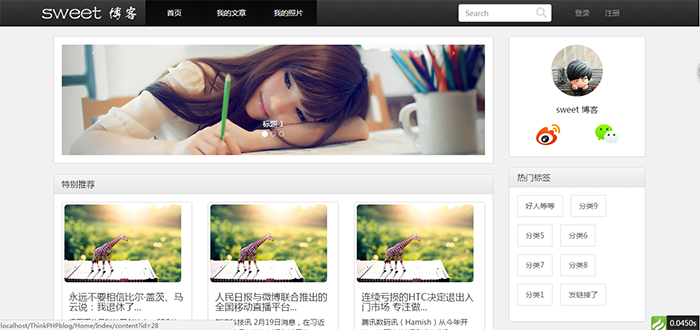 sweet 博客
首页 我的文章 我的照片
Search
登录 注册
标题 1
sweet 博客
特别推荐
热门标签
好人等等 分类9
分类5 分类6
分类7 分类8
分类1 发链接了
永远不要相信比尔·盖茨、马
云说：我退休了...
人民日报与微博联合推出的
全国移动直播平台...
连续亏损的HTC决定退出入
门市场 专注做...
2月19日消息，在近
腾讯数码讯（Hamish）从今年开
localhost/ThinkPHPblog/Home/Index/content?id=28
0.0450s